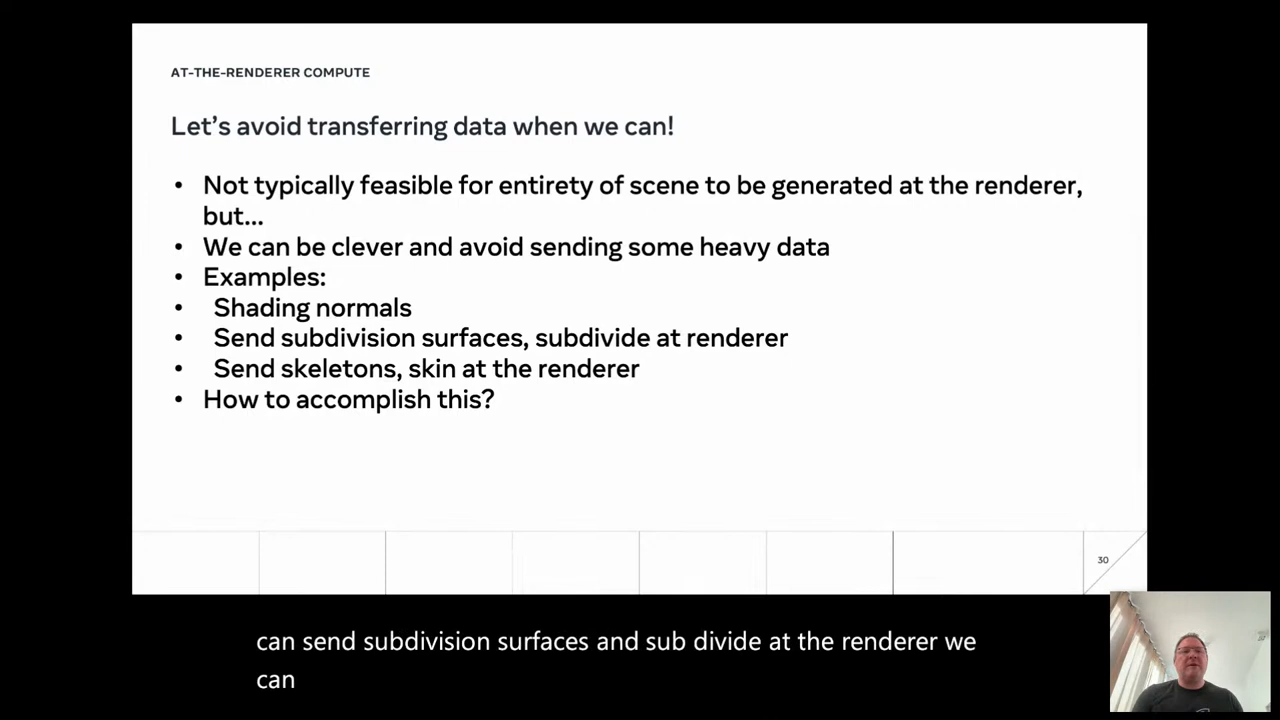 AT-THE-RENDERER COMPUTE
Let's avoid transferring data when we can!
• Not typically feasible for entirety of scene to be generated at the renderer,
but...
• We can be clever and avoid sending some heavy data
• Examples:
• Shading normals
• Send subdivision surfaces, subdivide at renderer
• Send skeletons, skin at the renderer
• How to accomplish this?
30
can send subdivision surfaces and sub divide at the renderer we
can